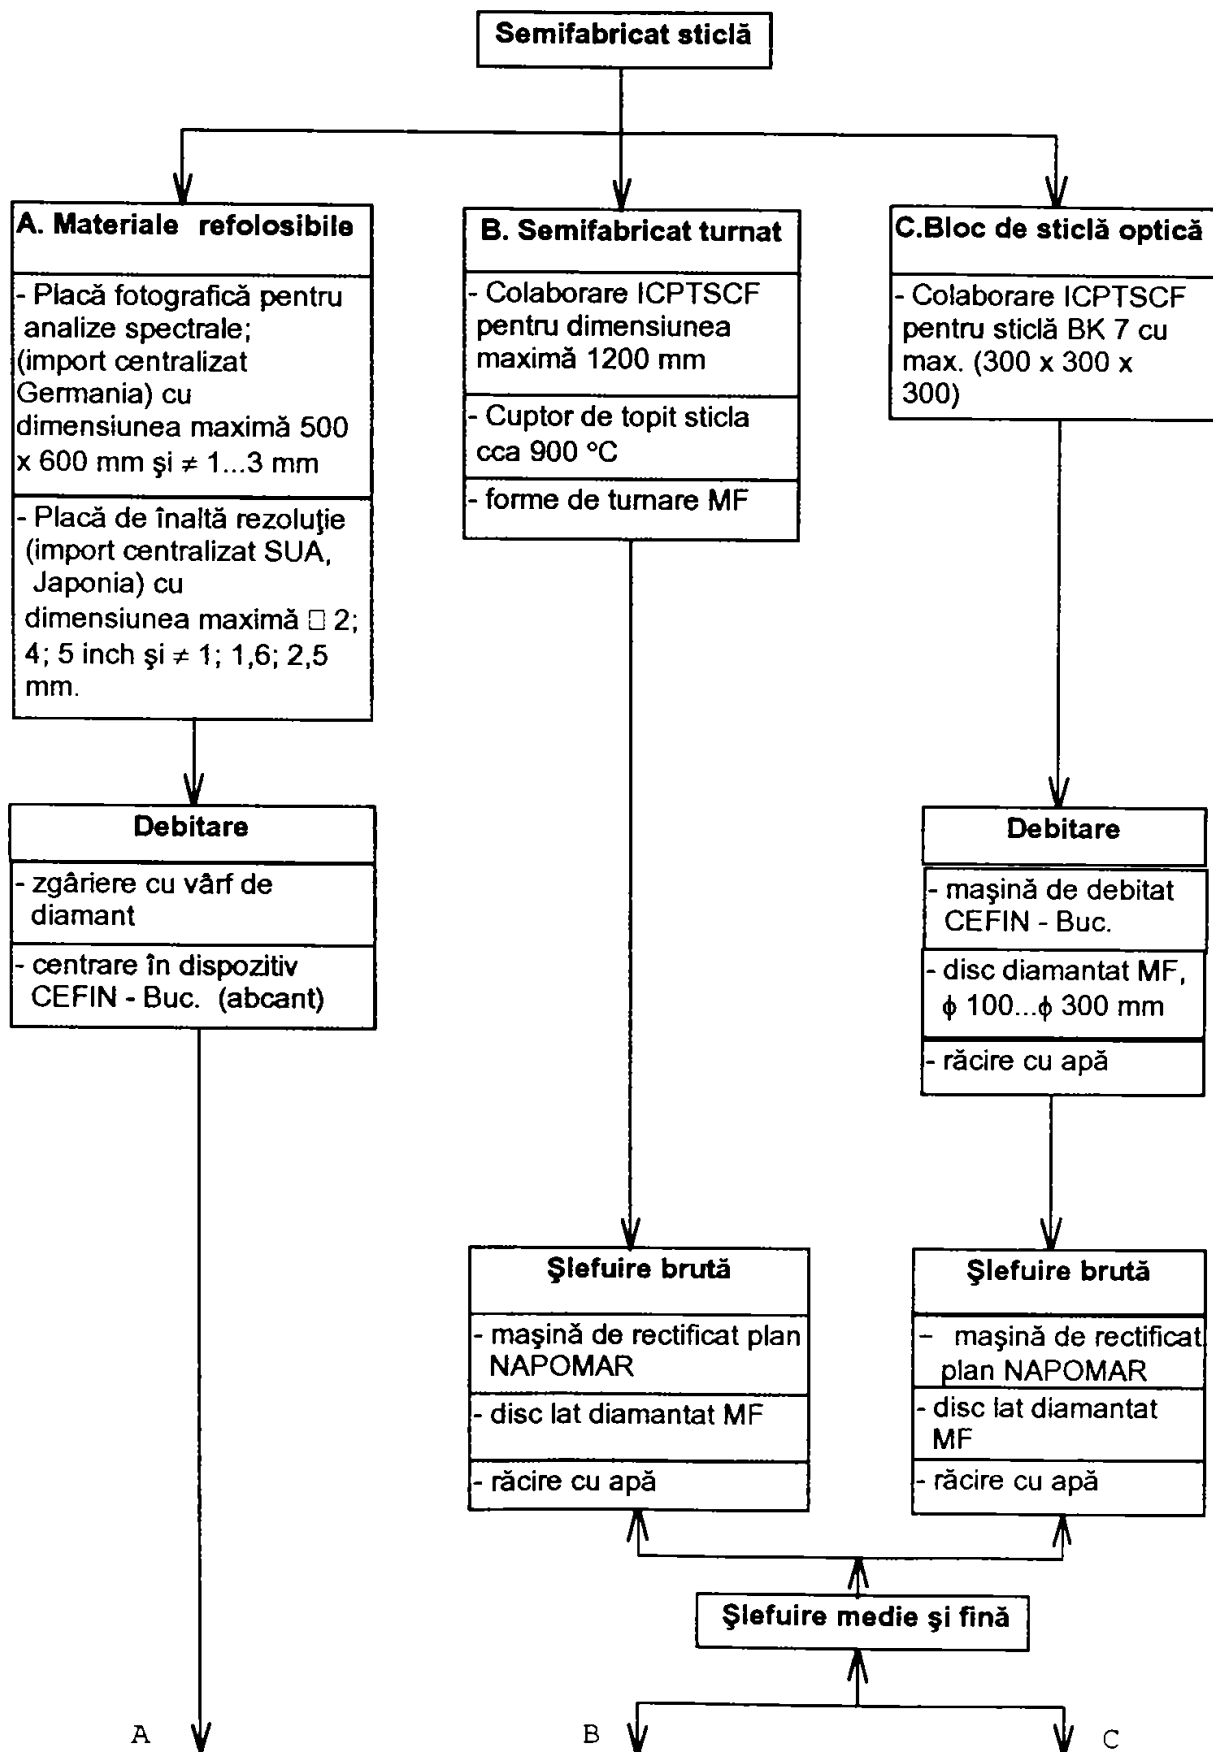 Semifabricat sticlă
A. Materiale refolosibile
- Placă fotografică pentru
analize spectrale;
(import centralizat
Germania) cu
dimensiunea maximă 500
x 600 mm şi ≠ 1...3 mm
- Placă de înaltă rezoluţie
(import centralizat SUA,
Japonia) cu
dimensiunea maximă □ 2;
4; 5 inch şi ≠ 1; 1,6; 2,5
mm.
B. Semifabricat turnat
- Colaborare ICPTSCF
pentru dimensiunea
maximă 1200 mm
- Cuptor de topit sticla
cca 900 °C
- forme de turnare MF
C.Bloc de sticlă optică
- Colaborare ICPTSCF
pentru sticlă BK 7 cu
max. (300 x 300 x
300)
Debitare
- zgâriere cu vârf de
diamant
- centrare în dispozitiv
CEFIN - Buc. (abcant)
Debitare
- maşină de debitat
CEFIN - Buc.
- disc diamantat MF,
ϕ 100...ϕ 300 mm
- răcire cu apă
Şlefuire brută
- maşină de rectificat plan
NAPOMAR
- disc lat diamantat MF
- răcire cu apă
Şlefuire brută
- maşină de rectificat
plan NAPOMAR
- disc lat diamantat
MF
- răcire cu apă
Şlefuire medie şi fină
A
B
C